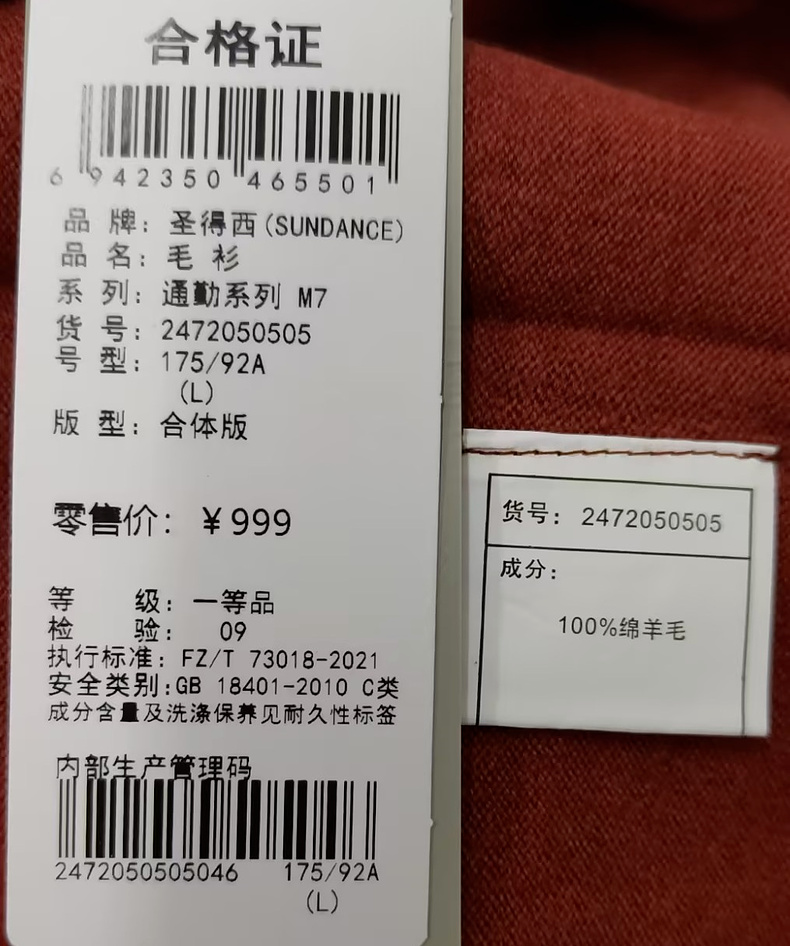 合格证
6 942350 465501
品 牌：圣得西(SUNDANCE)
品 名：毛 衫
系 列：通勤系列 M7
货 号：2472050505
号 型：175/92A
(L)
版 型：合体版
零售价：￥999
等 级：一等品
检 验：09
执行标准：FZ/T 73018-2021
安全类别:GB 18401-2010 C类
成分含量及洗涤保养见耐久性标签
内部生产管理码
2472050505046 175/92A
(L)
货号：2472050505
成分：
100%绵羊毛